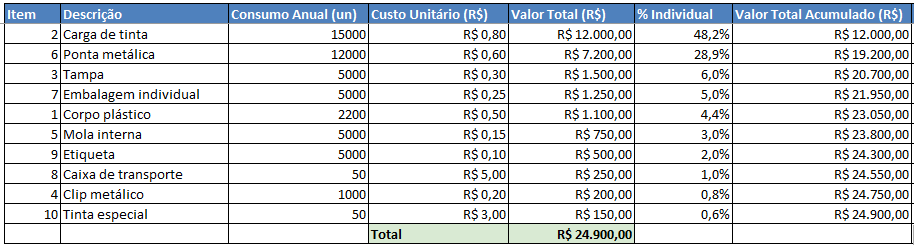 Item Descrição Consumo Anual (un) Custo Unitário (R$) Valor Total (R$) % Individual Valor Total Acumulado (R$)
2 Carga de tinta 15000 R$ 0,80 R$ 12.000,00 48,2% R$ 12.000,00
6 Ponta metálica 12000 R$ 0,60 R$ 7.200,00 28,9% R$ 19.200,00
3 Tampa 5000 R$ 0,30 R$ 1.500,00 6,0% R$ 20.700,00
7 Embalagem individual 5000 R$ 0,25 R$ 1.250,00 5,0% R$ 21.950,00
1 Corpo plástico 2200 R$ 0,50 R$ 1.100,00 4,4% R$ 23.050,00
5 Mola interna 5000 R$ 0,15 R$ 750,00 3,0% R$ 23.800,00
9 Etiqueta 5000 R$ 0,10 R$ 500,00 2,0% R$ 24.300,00
8 Caixa de transporte 50 R$ 5,00 R$ 250,00 1,0% R$ 24.550,00
4 Clip metálico 1000 R$ 0,20 R$ 200,00 0,8% R$ 24.750,00
10 Tinta especial 50 R$ 3,00 R$ 150,00 0,6% R$ 24.900,00
Total R$ 24.900,00